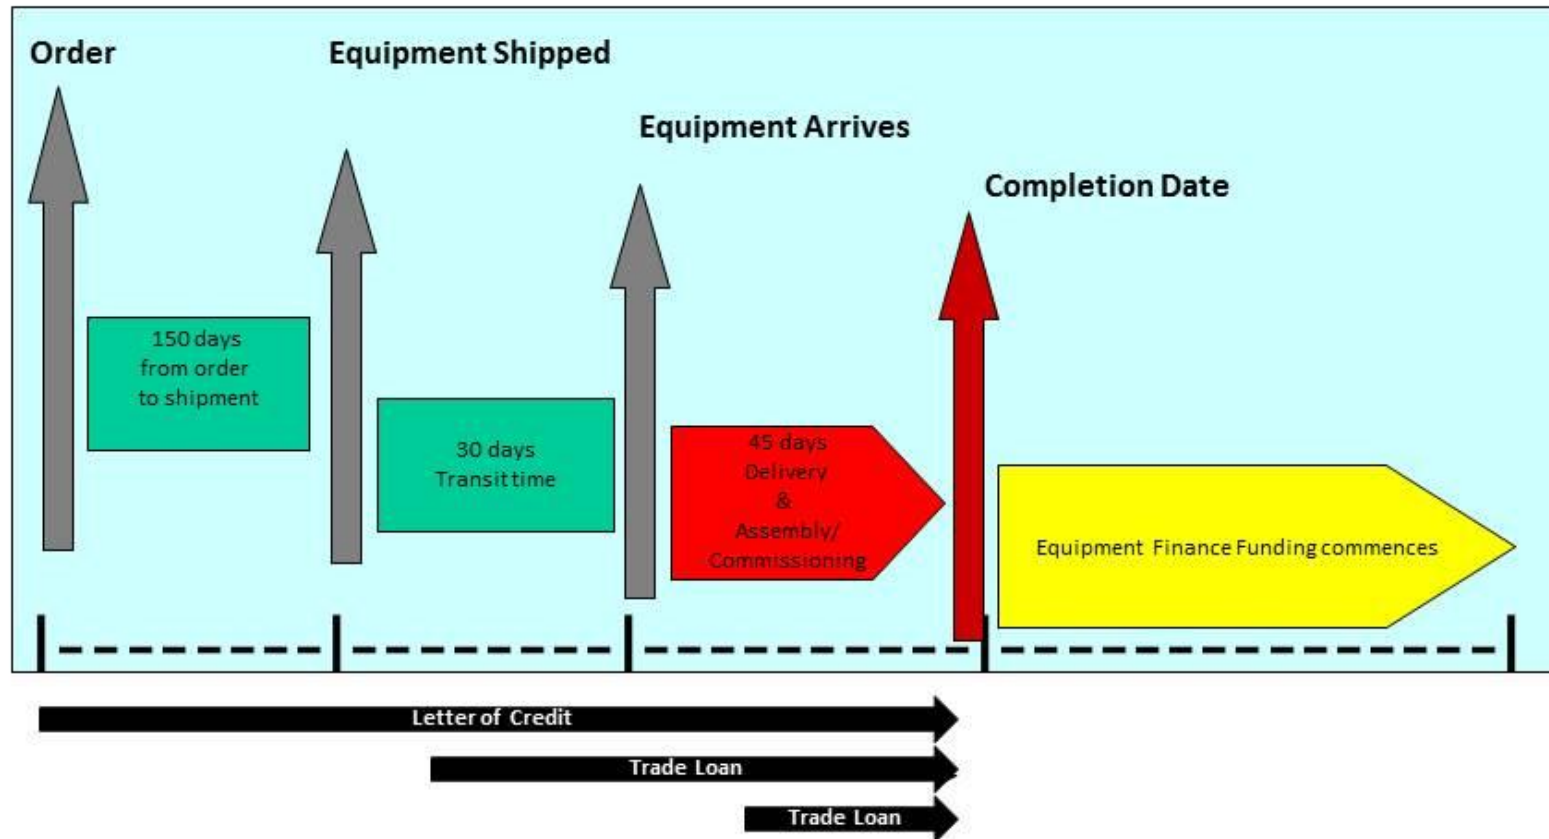 Order
Equipment Shipped
Equipment Arrives
Completion Date
150 days
from order
to shipment
30 days
Transit time
45 days
Delivery
&
Assembly/
Commissioning
Equipment Finance Funding commences
Letter of Credit
Trade Loan
Trade Loan